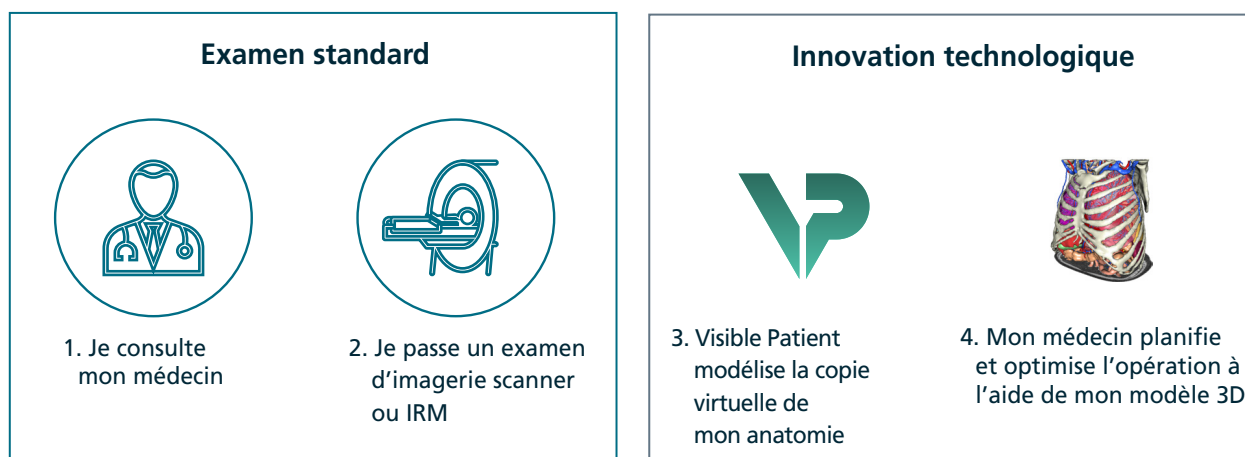 Examen standard
1. Je consulte
mon médecin
2. Je passe un examen
d’imagerie scanner
ou IRM
Innovation technologique
VP
3. Visible Patient
modélise la copie
virtuelle de
mon anatomie
4. Mon médecin planifie
et optimise l’opération à
l’aide de mon modèle 3D